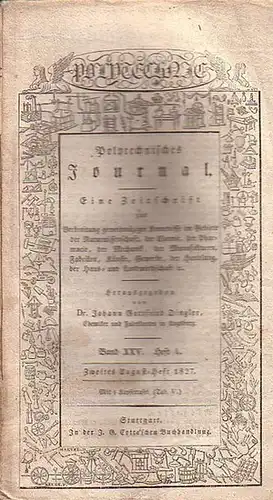 POLYTECHNIE
Polytechnisches
Journal.
Eine Zeitschrift
zur
Verbreitung gemeinnütziger Kenntnisse im Gebiete
der Naturwissenschaft, der Chemie, der Phar-
macie, der Mechanik, der Manufakturen,
Fabriken, Künste, Gewerbe, der Handlung,
der Haus- und Landwirthschaft ꝛc.
Herausgegeben
von
Dr. Johann Gottfried Dingler,
Chemiker und Fabrikanten in Augsburg.
Band XXV. Heft 4.
Zweites August-Heft 1827.
Mit 1 Kupfertafel. (Tab. V.)
Stuttgart.
In der J. G. Cotta'schen Buchhandlung.